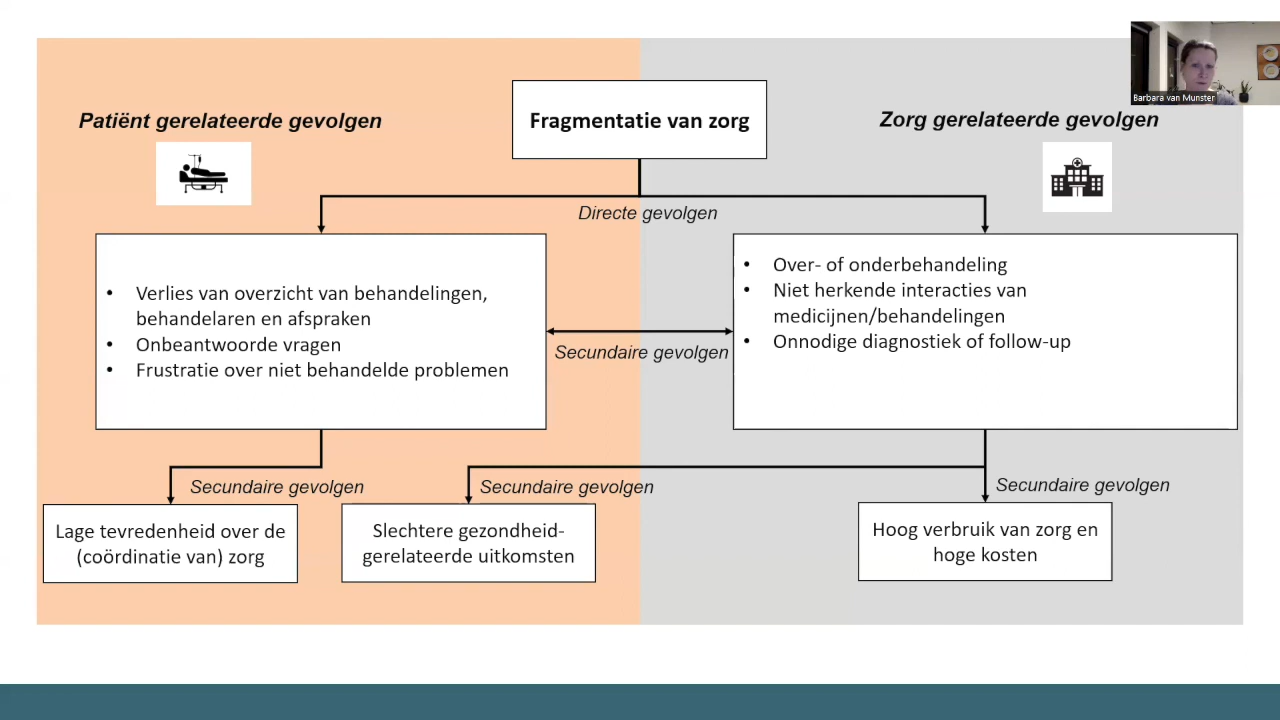 Barbara van Munster
Patiënt gerelateerde gevolgen
Fragmentatie van zorg
Zorg gerelateerde gevolgen
Directe gevolgen
• Verlies van overzicht van behandelingen,
behandelaren en afspraken
• Onbeantwoorde vragen
• Frustratie over niet behandelde problemen
Secundaire gevolgen
• Over- of onderbehandeling
• Niet herkende interacties van
medicijnen/behandelingen
• Onnodige diagnostiek of follow-up
Secundaire gevolgen
Secundaire gevolgen
Secundaire gevolgen
Lage tevredenheid over de
(coördinatie van) zorg
Slechtere gezondheid-
gerelateerde uitkomsten
Hoog verbruik van zorg en
hoge kosten